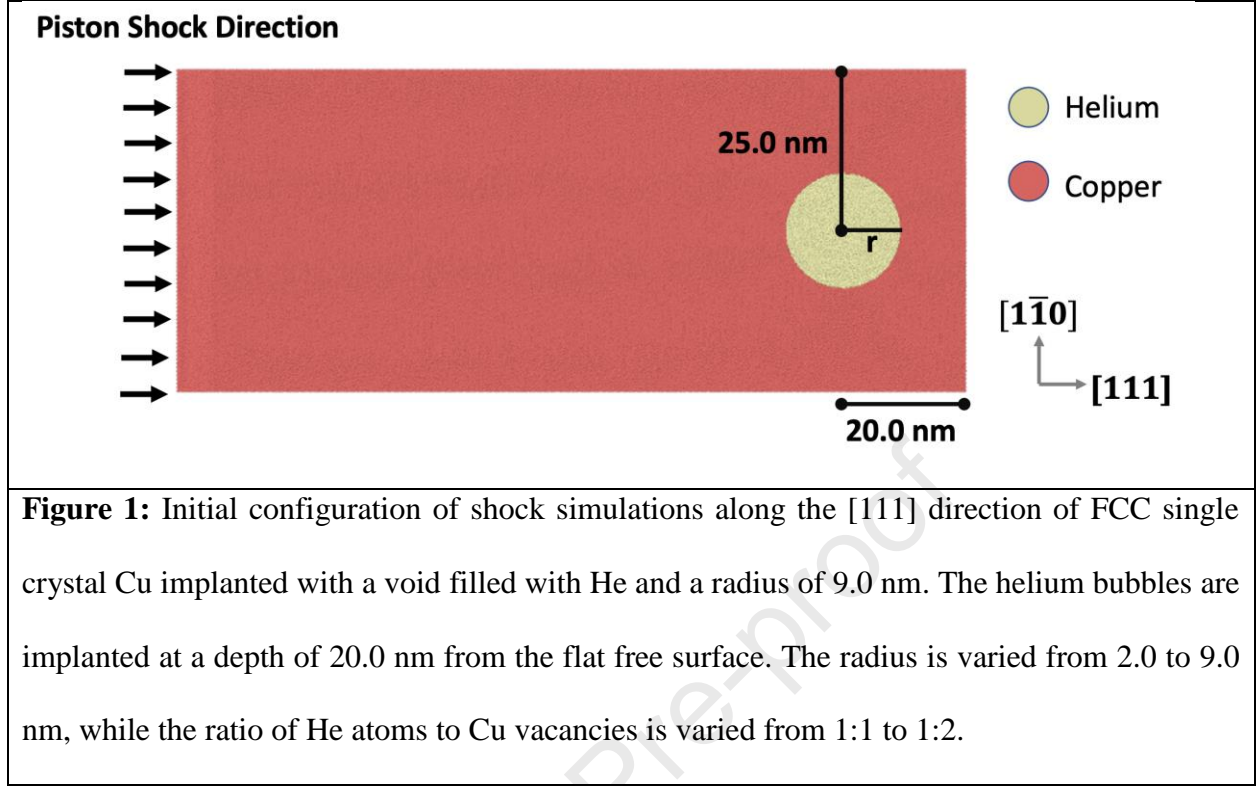 Piston Shock Direction
Helium
25.0 nm
Copper
r
[11̅0]
[111]
20.0 nm
Figure 1: Initial configuration of shock simulations along the [111] direction of FCC single
crystal Cu implanted with a void filled with He and a radius of 9.0 nm. The helium bubbles are
implanted at a depth of 20.0 nm from the flat free surface. The radius is varied from 2.0 to 9.0
nm, while the ratio of He atoms to Cu vacancies is varied from 1:1 to 1:2.
Pre-proof